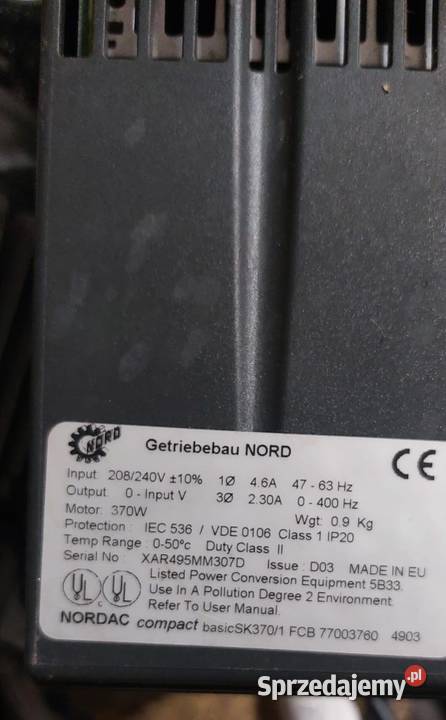 NORD
Getriebebau NORD
CE
Input: 208/240V ±10% 1Ø 4.6A 47 - 63 Hz
Output: 0 - Input V 3Ø 2.30A 0 - 400 Hz
Motor: 370W Wgt: 0.9 Kg
Protection : IEC 536 / VDE 0106 Class 1 IP20
Temp Range : 0-50°c Duty Class II
Serial No XAR495MM307D Issue : D03 MADE IN EU
UL UL Listed Power Conversion Equipment 5B33.
Use In A Pollution Degree 2 Environment.
Refer To User Manual.
NORDAC compact basicSK370/1 FCB 77003760 4903
Sprzedajemy.pl